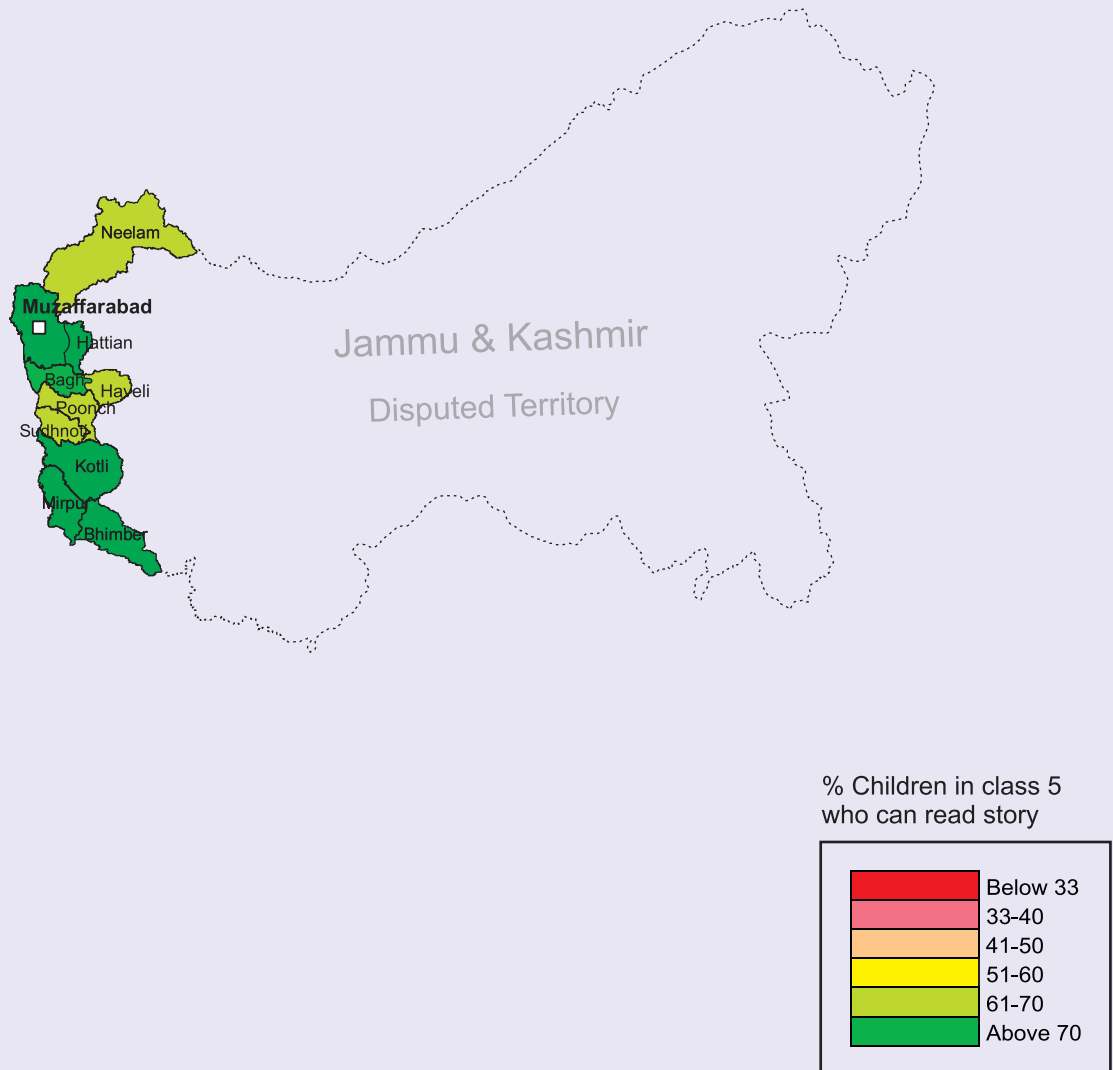 Neelam
Muzaffarabad
Hattian
Jammu & Kashmir
Bagh
Haveli
Poonch
Disputed Territory
Sudhnoti
Kotli
Mirpur
Bhimber
% Children in class 5
who can read story
Below 33
33-40
41-50
51-60
61-70
Above 70